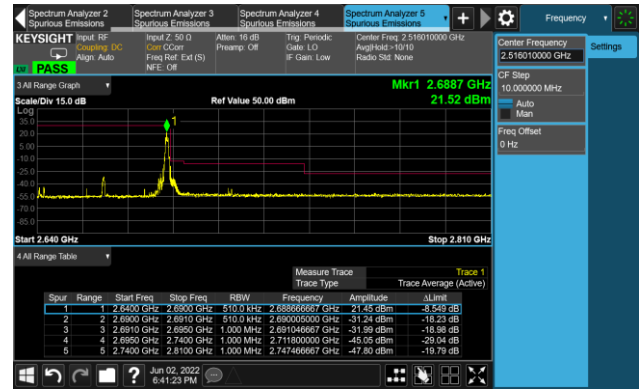 Spectrum Analyzer 2
Spurious Emissions
Spectrum Analyzer 3
Spurious Emissions
Spectrum Analyzer 4
Spurious Emissions
Spectrum Analyzer 5
Spurious Emissions
Frequency
KEYSIGHT
Input: RF
Coupling: DC
Align: Auto
Input Z: 50 Ω
Corr CCorr
Freq Ref: Ext (S)
NFE: Off
Atten: 16 dB
Preamp: Off
Trig: Periodic
Gate: LO
IF Gain: Low
Center Freq: 2.516010000 GHz
Avg|Hold:>10/10
Radio Std: None
PASS
Center Frequency
2.516010000 GHz
Settings
CF Step
10.000000 MHz
Auto
Man
Freq Offset
0 Hz
3 All Range Graph
Mkr1 2.6887 GHz
21.52 dBm
Scale/Div 15.0 dB
Ref Value 50.00 dBm
Log
35.0
20.0
5.00
-10.0
-25.0
-40.0
-55.0
-70.0
-85.0
1
Start 2.640 GHz
Stop 2.810 GHz
4 All Range Table
Measure Trace Trace 1
Trace Type Trace Average (Active)
Spur Range Start Freq Stop Freq RBW Frequency Amplitude ΔLimit
1 1 2.6400 GHz 2.6900 GHz 510.0 kHz 2.688666667 GHz 21.45 dBm -8.549 dB
2 2 2.6900 GHz 2.6910 GHz 510.0 kHz 2.690005000 GHz -31.24 dBm -18.23 dB
3 3 2.6910 GHz 2.6950 GHz 1.000 MHz 2.691046667 GHz -31.99 dBm -18.98 dB
4 4 2.6950 GHz 2.7400 GHz 1.000 MHz 2.711800000 GHz -45.05 dBm -29.04 dB
5 5 2.7400 GHz 2.8100 GHz 1.000 MHz 2.747466667 GHz -47.80 dBm -19.79 dB
Jun 02, 2022
6:41:23 PM